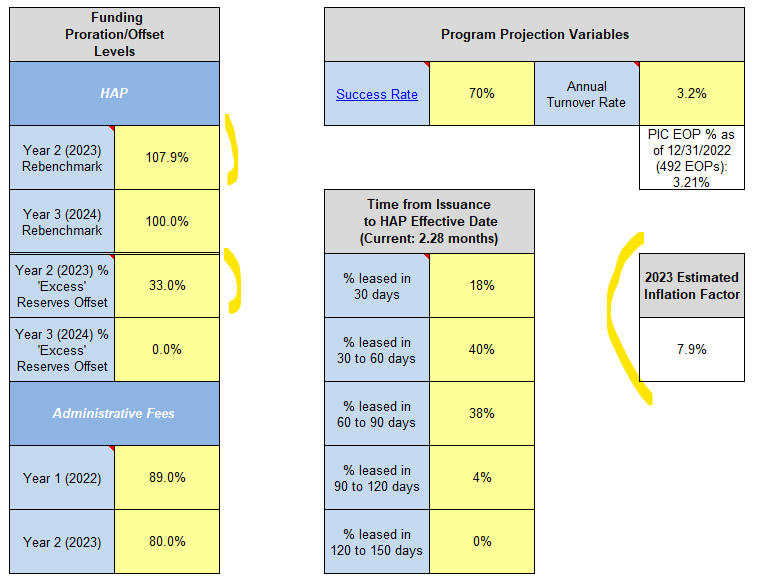 Funding
Proration/Offset
Levels
HAP
Year 2 (2023)
Rebenchmark
107.9%
Year 3 (2024)
Rebenchmark
100.0%
Year 2 (2023) %
'Excess'
Reserves Offset
33.0%
Year 3 (2024) %
'Excess'
Reserves Offset
0.0%
Administrative Fees
Year 1 (2022)
89.0%
Year 2 (2023)
80.0%
Program Projection Variables
Success Rate
70%
Annual
Turnover Rate
3.2%
PIC EOP % as
of 12/31/2022
(492 EOPs):
3.21%
Time from Issuance
to HAP Effective Date
(Current: 2.28 months)
% leased in
30 days
18%
% leased in
30 to 60 days
40%
% leased in
60 to 90 days
38%
% leased in
90 to 120 days
4%
% leased in
120 to 150 days
0%
2023 Estimated
Inflation Factor
7.9%